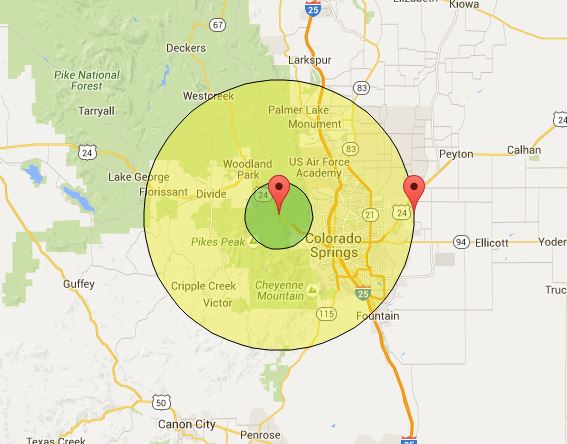 Elizabeth
Kiowa
25
67
Deckers
Larkspur
Pike National
Forest
83
Westcreek
Tarryall
Palmer Lake
Monument
24
83
24
Calhan
Peyton
Woodland
Park
US Air Force
Academy
Lake George
Florissant
Divide
24
21
24
Pikes Peak
Colorado
Springs
94
Ellicott
Yoder
Guffey
Cripple Creek
Cheyenne
Mountain
25
Victor
Truc
115
Fountain
50
Canon City
Penrose
Texas Creek
25